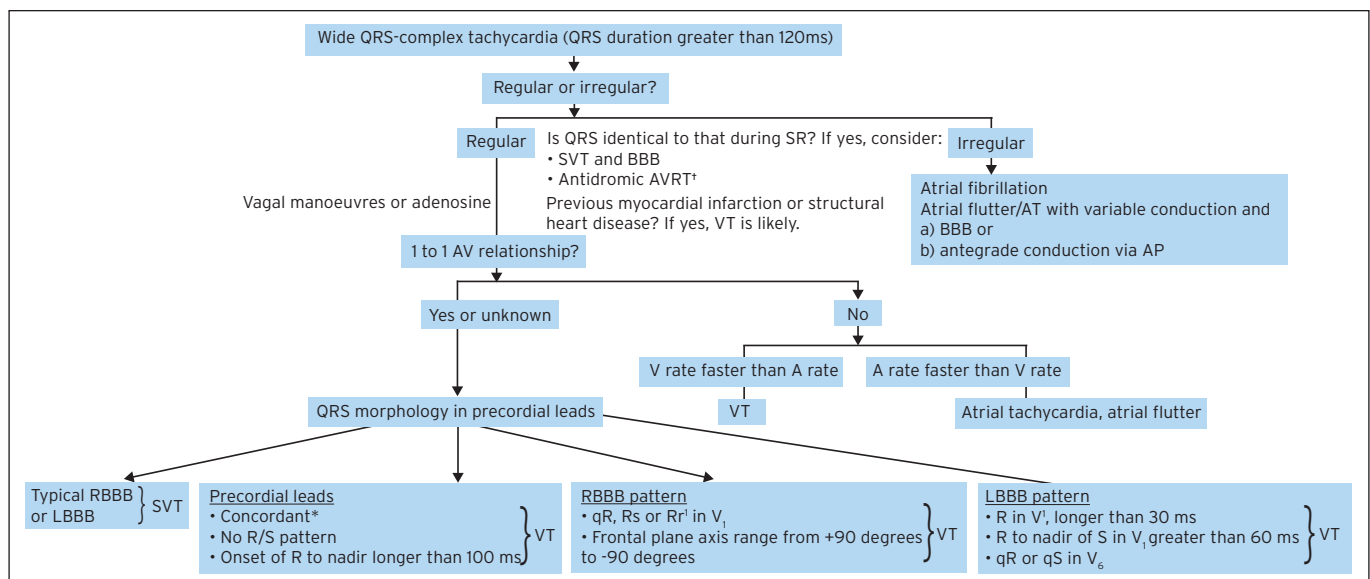 Wide QRS-complex tachycardia (QRS duration greater than 120ms)
Regular or irregular?
Regular
Is QRS identical to that during SR? If yes, consider:
• SVT and BBB
• Antidromic AVRT†
Previous myocardial infarction or structural
heart disease? If yes, VT is likely.
Irregular
Vagal manoeuvres or adenosine
Atrial fibrillation
Atrial flutter/AT with variable conduction and
a) BBB or
b) antegrade conduction via AP
1 to 1 AV relationship?
Yes or unknown
No
V rate faster than A rate
A rate faster than V rate
VT
Atrial tachycardia, atrial flutter
QRS morphology in precordial leads
Typical RBBB
or LBBB
SVT
Precordial leads
• Concordant*
• No R/S pattern
• Onset of R to nadir longer than 100 ms
VT
RBBB pattern
• qR, Rs or Rr¹ in V₁
• Frontal plane axis range from +90 degrees
to -90 degrees
VT
LBBB pattern
• R in V¹, longer than 30 ms
• R to nadir of S in V₁ greater than 60 ms
• qR or qS in V₆
VT